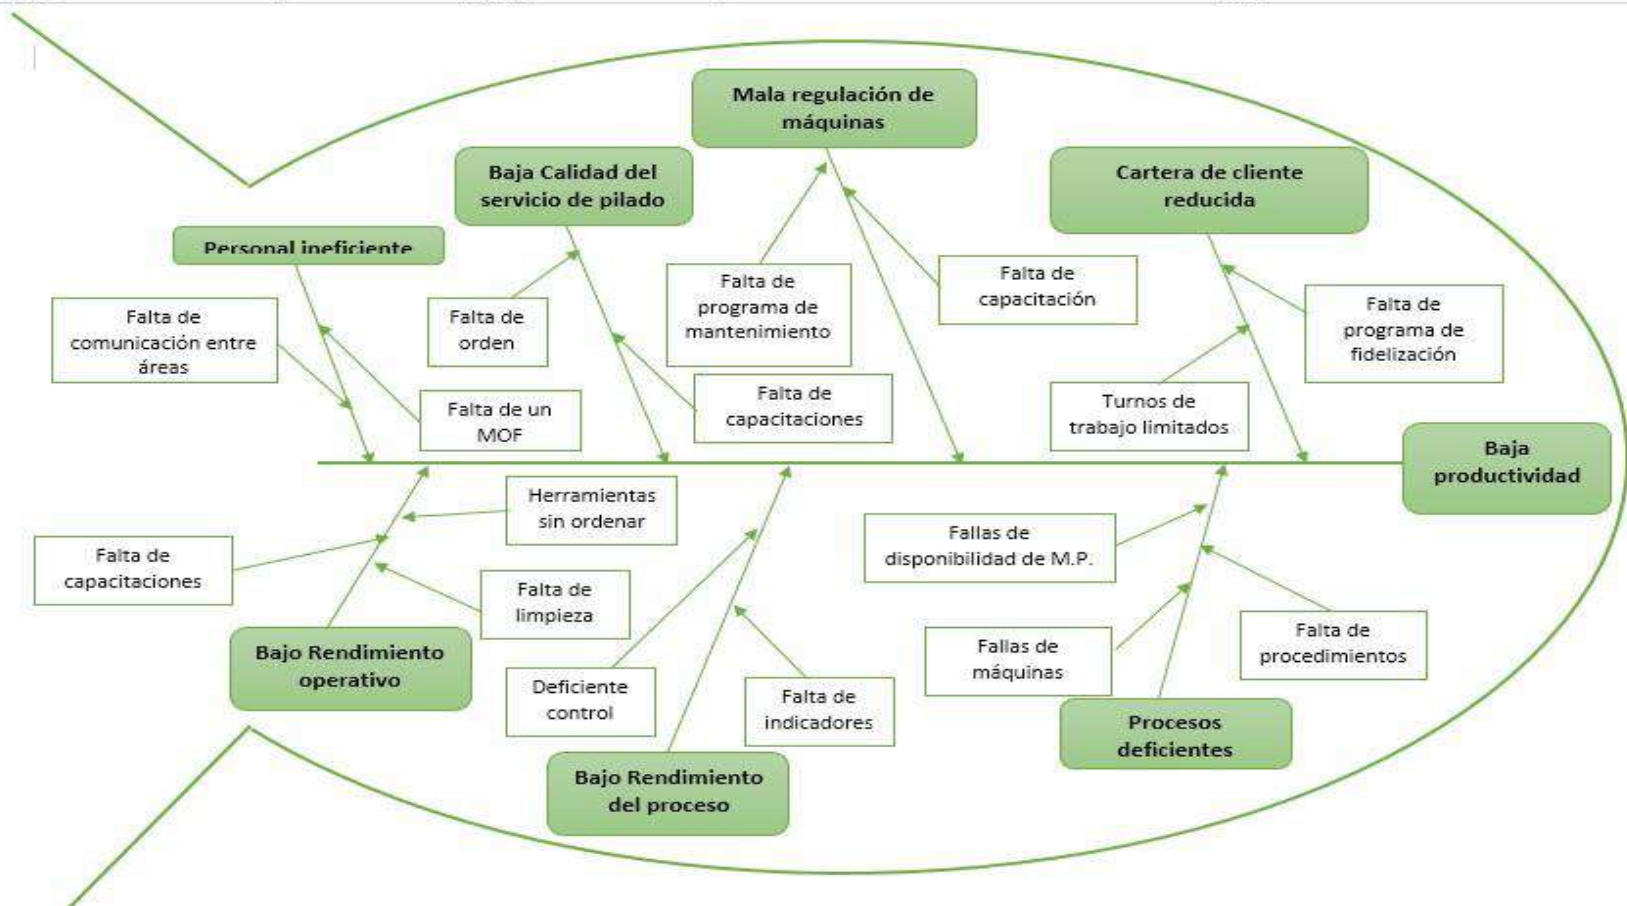 Mala regulación de
máquinas
Baja Calidad del
servicio de pilado
Cartera de cliente
reducida
Personal ineficiente
Falta de
comunicación entre
áreas
Falta de un
MOF
Falta de
orden
Falta de
capacitaciones
Falta de
programa de
mantenimiento
Falta de
capacitación
Turnos de
trabajo limitados
Falta de
programa de
fidelización
Baja
productividad
Falta de
capacitaciones
Herramientas
sin ordenar
Falta de
limpieza
Bajo Rendimiento
operativo
Deficiente
control
Falta de
indicadores
Bajo Rendimiento
del proceso
Fallas de
disponibilidad de M.P.
Fallas de
máquinas
Falta de
procedimientos
Procesos
deficientes